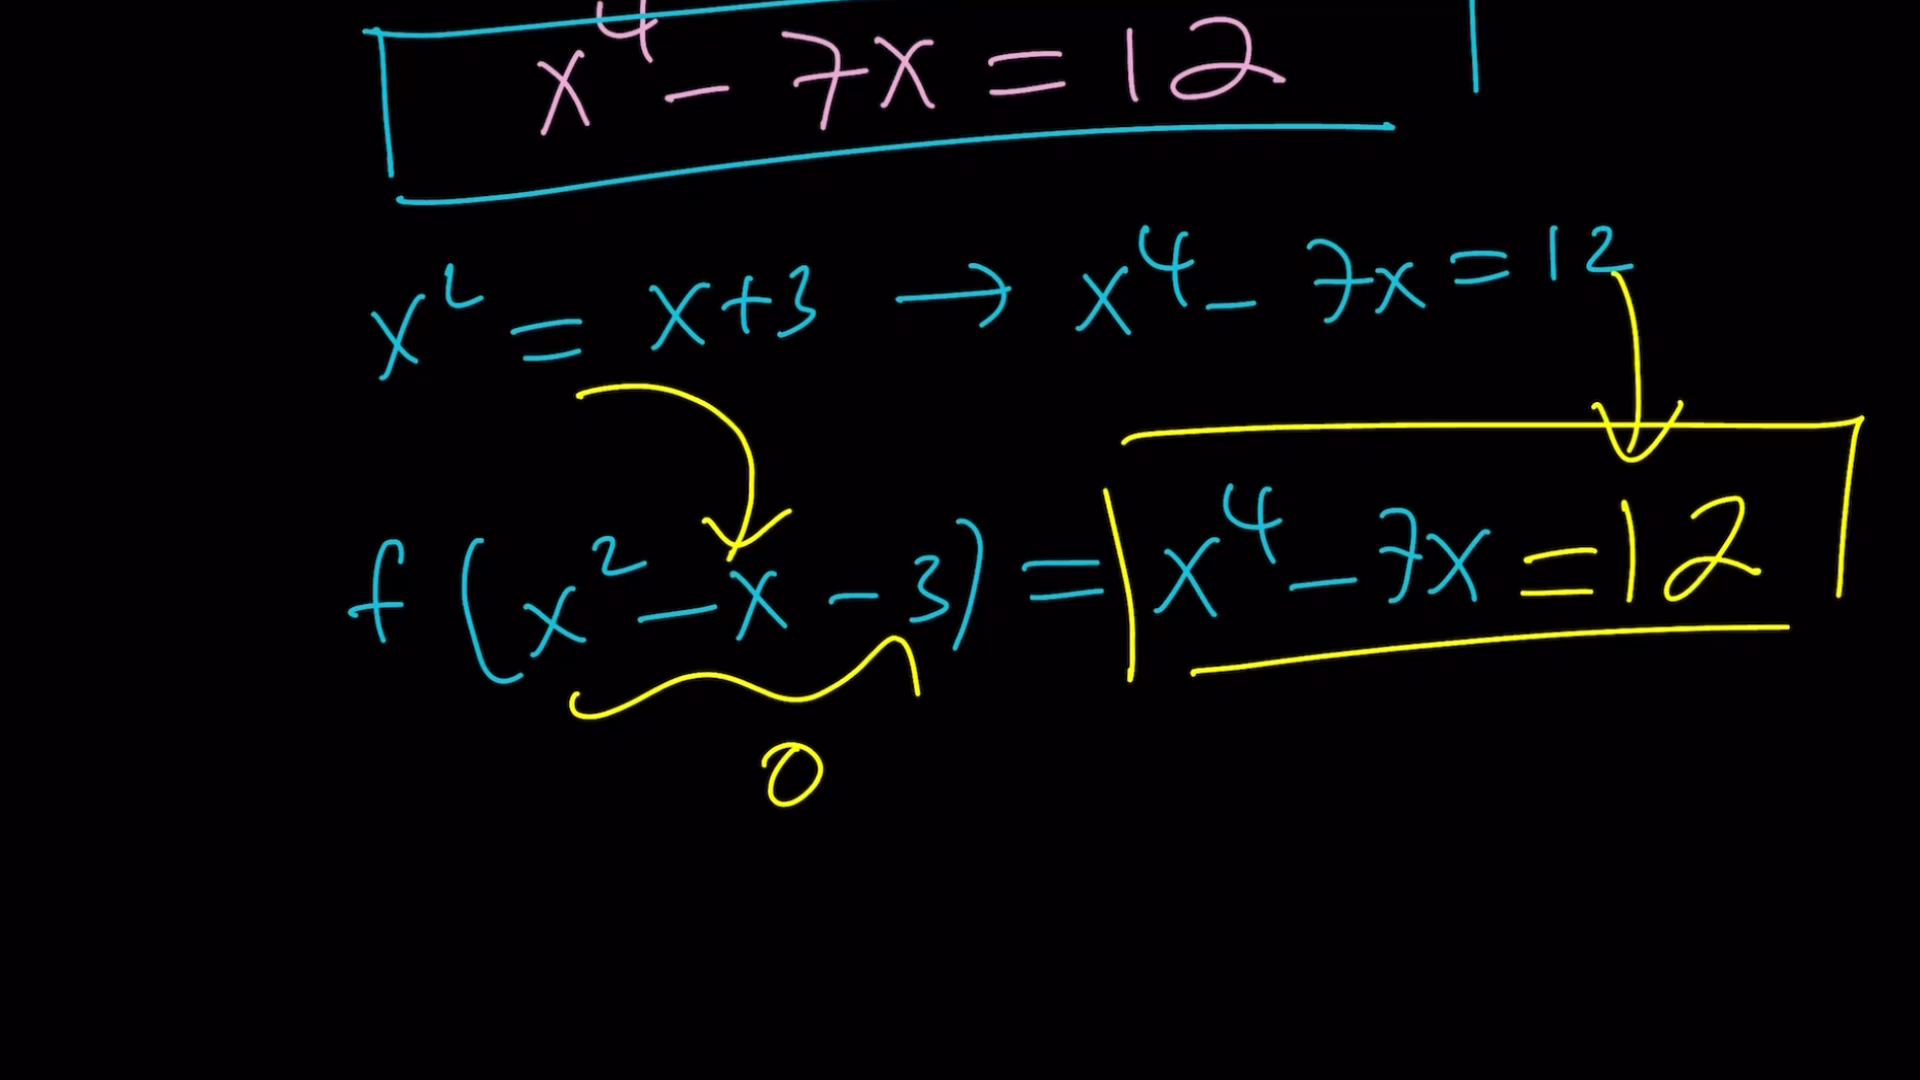 x⁴ - 7x = 12
x² = x+3 → x⁴ - 7x = 12
f(x² - x - 3) = x⁴ - 7x = 12
0